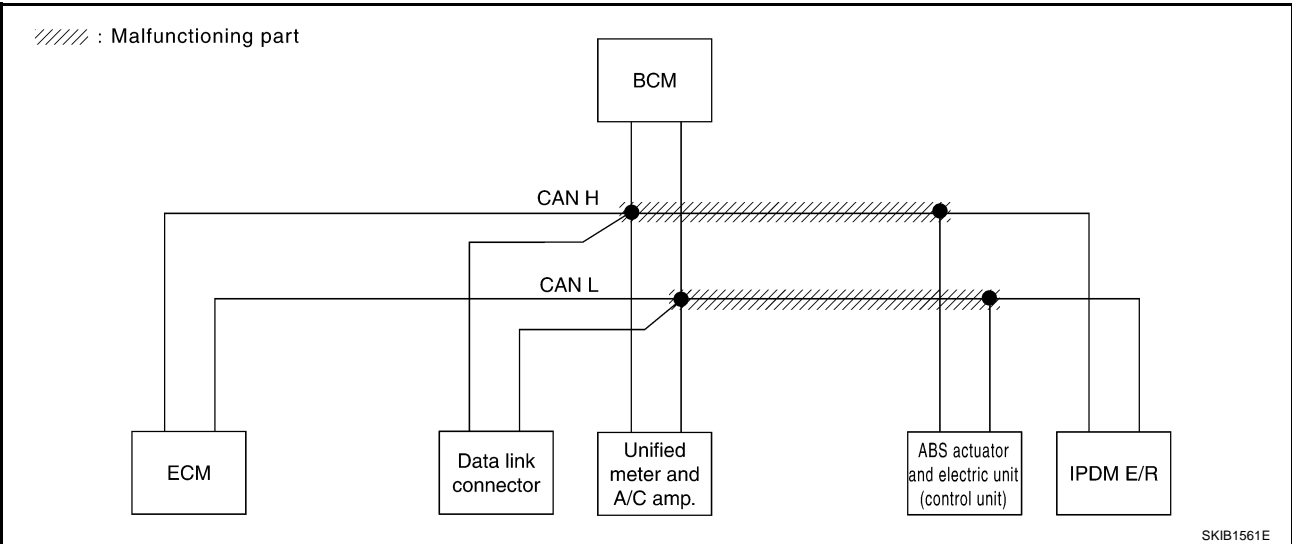 : Malfunctioning part
BCM
CAN H
CAN L
ECM
Data link
connector
Unified
meter and
A/C amp.
ABS actuator
and electric unit
(control unit)
IPDM E/R
SKIB1561E